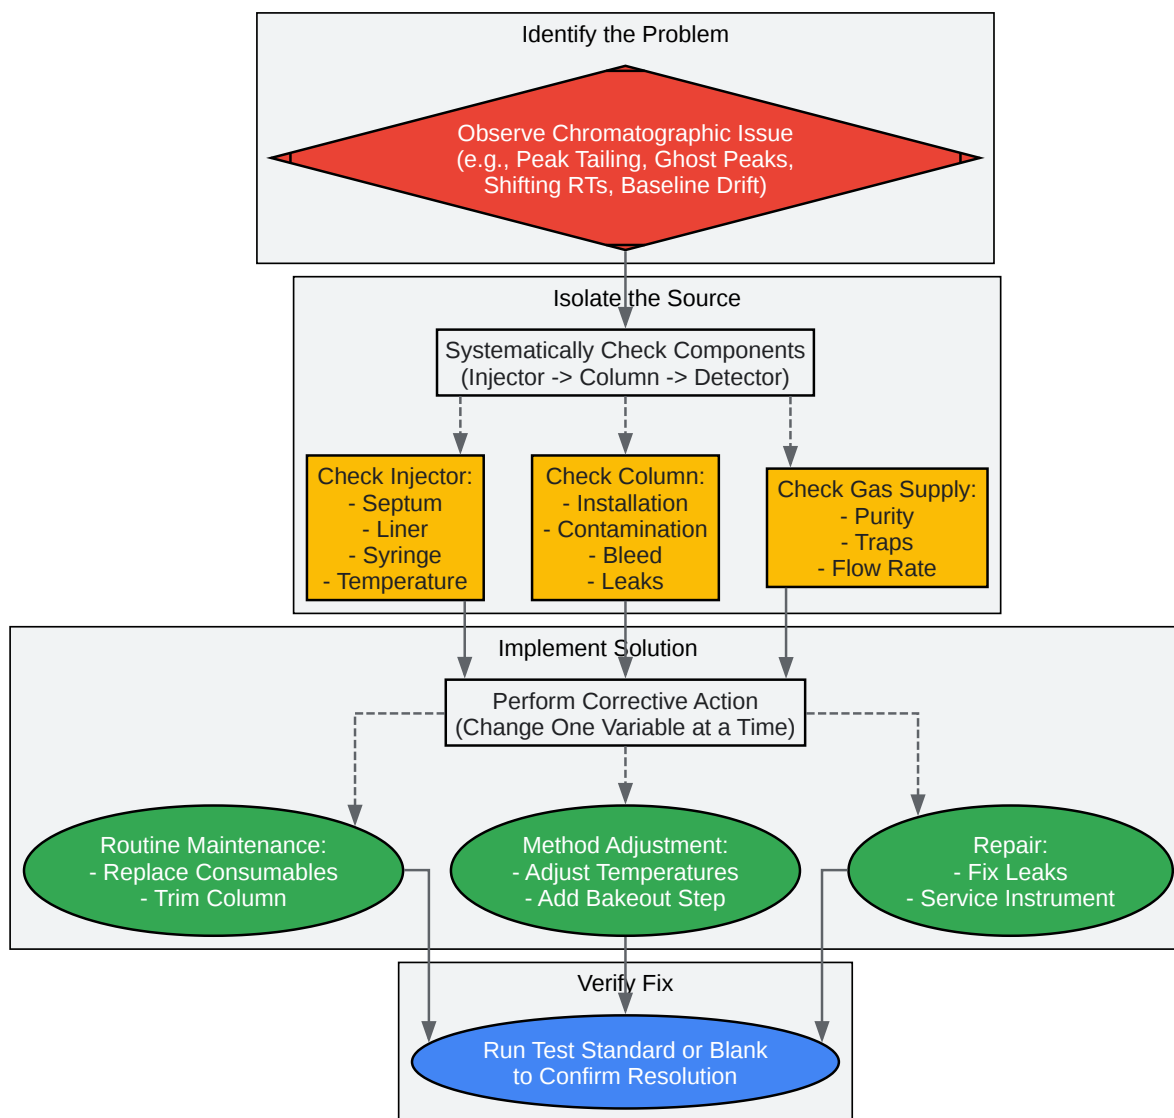 Identify the Problem
Observe Chromatographic Issue
(e.g., Peak Tailing, Ghost Peaks,
Shifting RTs, Baseline Drift)
Isolate the Source
Systematically Check Components
(Injector -> Column -> Detector)
Check Injector:
- Septum
- Liner
- Syringe
- Temperature
Check Column:
- Installation
- Contamination
- Bleed
- Leaks
Check Gas Supply:
- Purity
- Traps
- Flow Rate
Implement Solution
Perform Corrective Action
(Change One Variable at a Time)
Routine Maintenance:
- Replace Consumables
- Trim Column
Method Adjustment:
- Adjust Temperatures
- Add Bakeout Step
Repair:
- Fix Leaks
- Service Instrument
Verify Fix
Run Test Standard or Blank
to Confirm Resolution